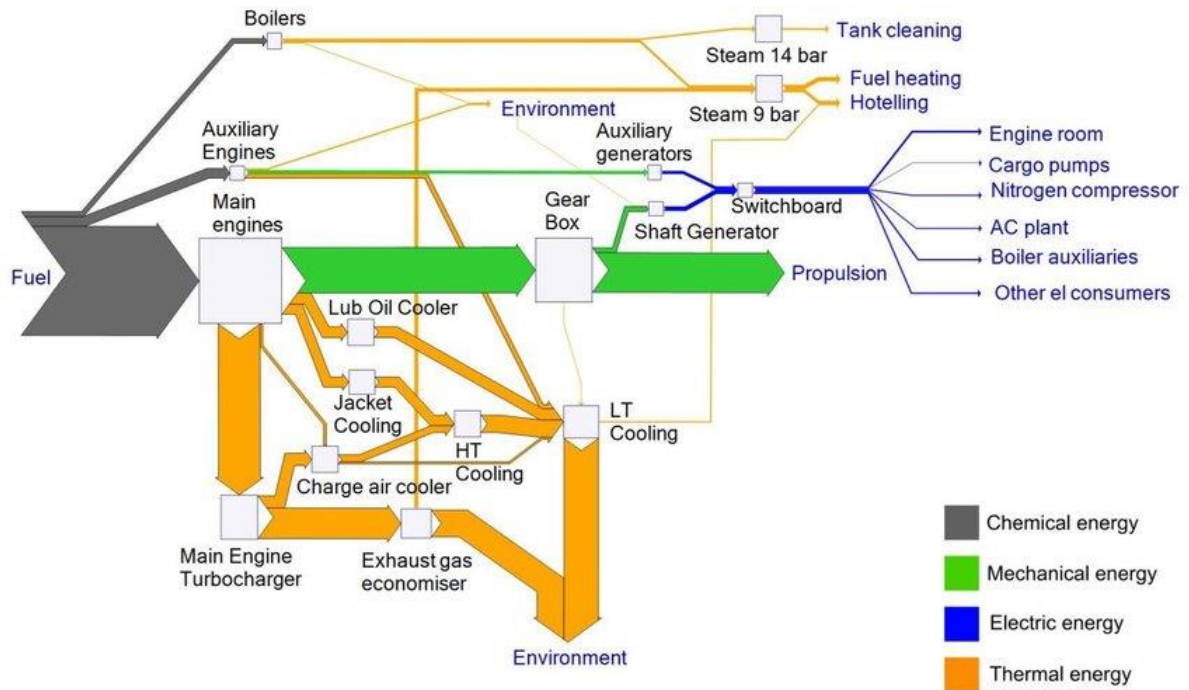 Boilers
Tank cleaning
Steam 14 bar
Fuel heating
Environment
Steam 9 bar
Hotelling
Auxiliary
Engines
Auxiliary
generators
Engine room
Cargo pumps
Nitrogen compressor
Main
engines
Gear
Box
Switchboard
Shaft Generator
AC plant
Boiler auxiliaries
Fuel
Propulsion
Other el consumers
Lub Oil Cooler
Jacket
Cooling
LT
Cooling
HT
Cooling
Charge air cooler
Main Engine
Turbocharger
Exhaust gas
economiser
Environment
Chemical energy
Mechanical energy
Electric energy
Thermal energy